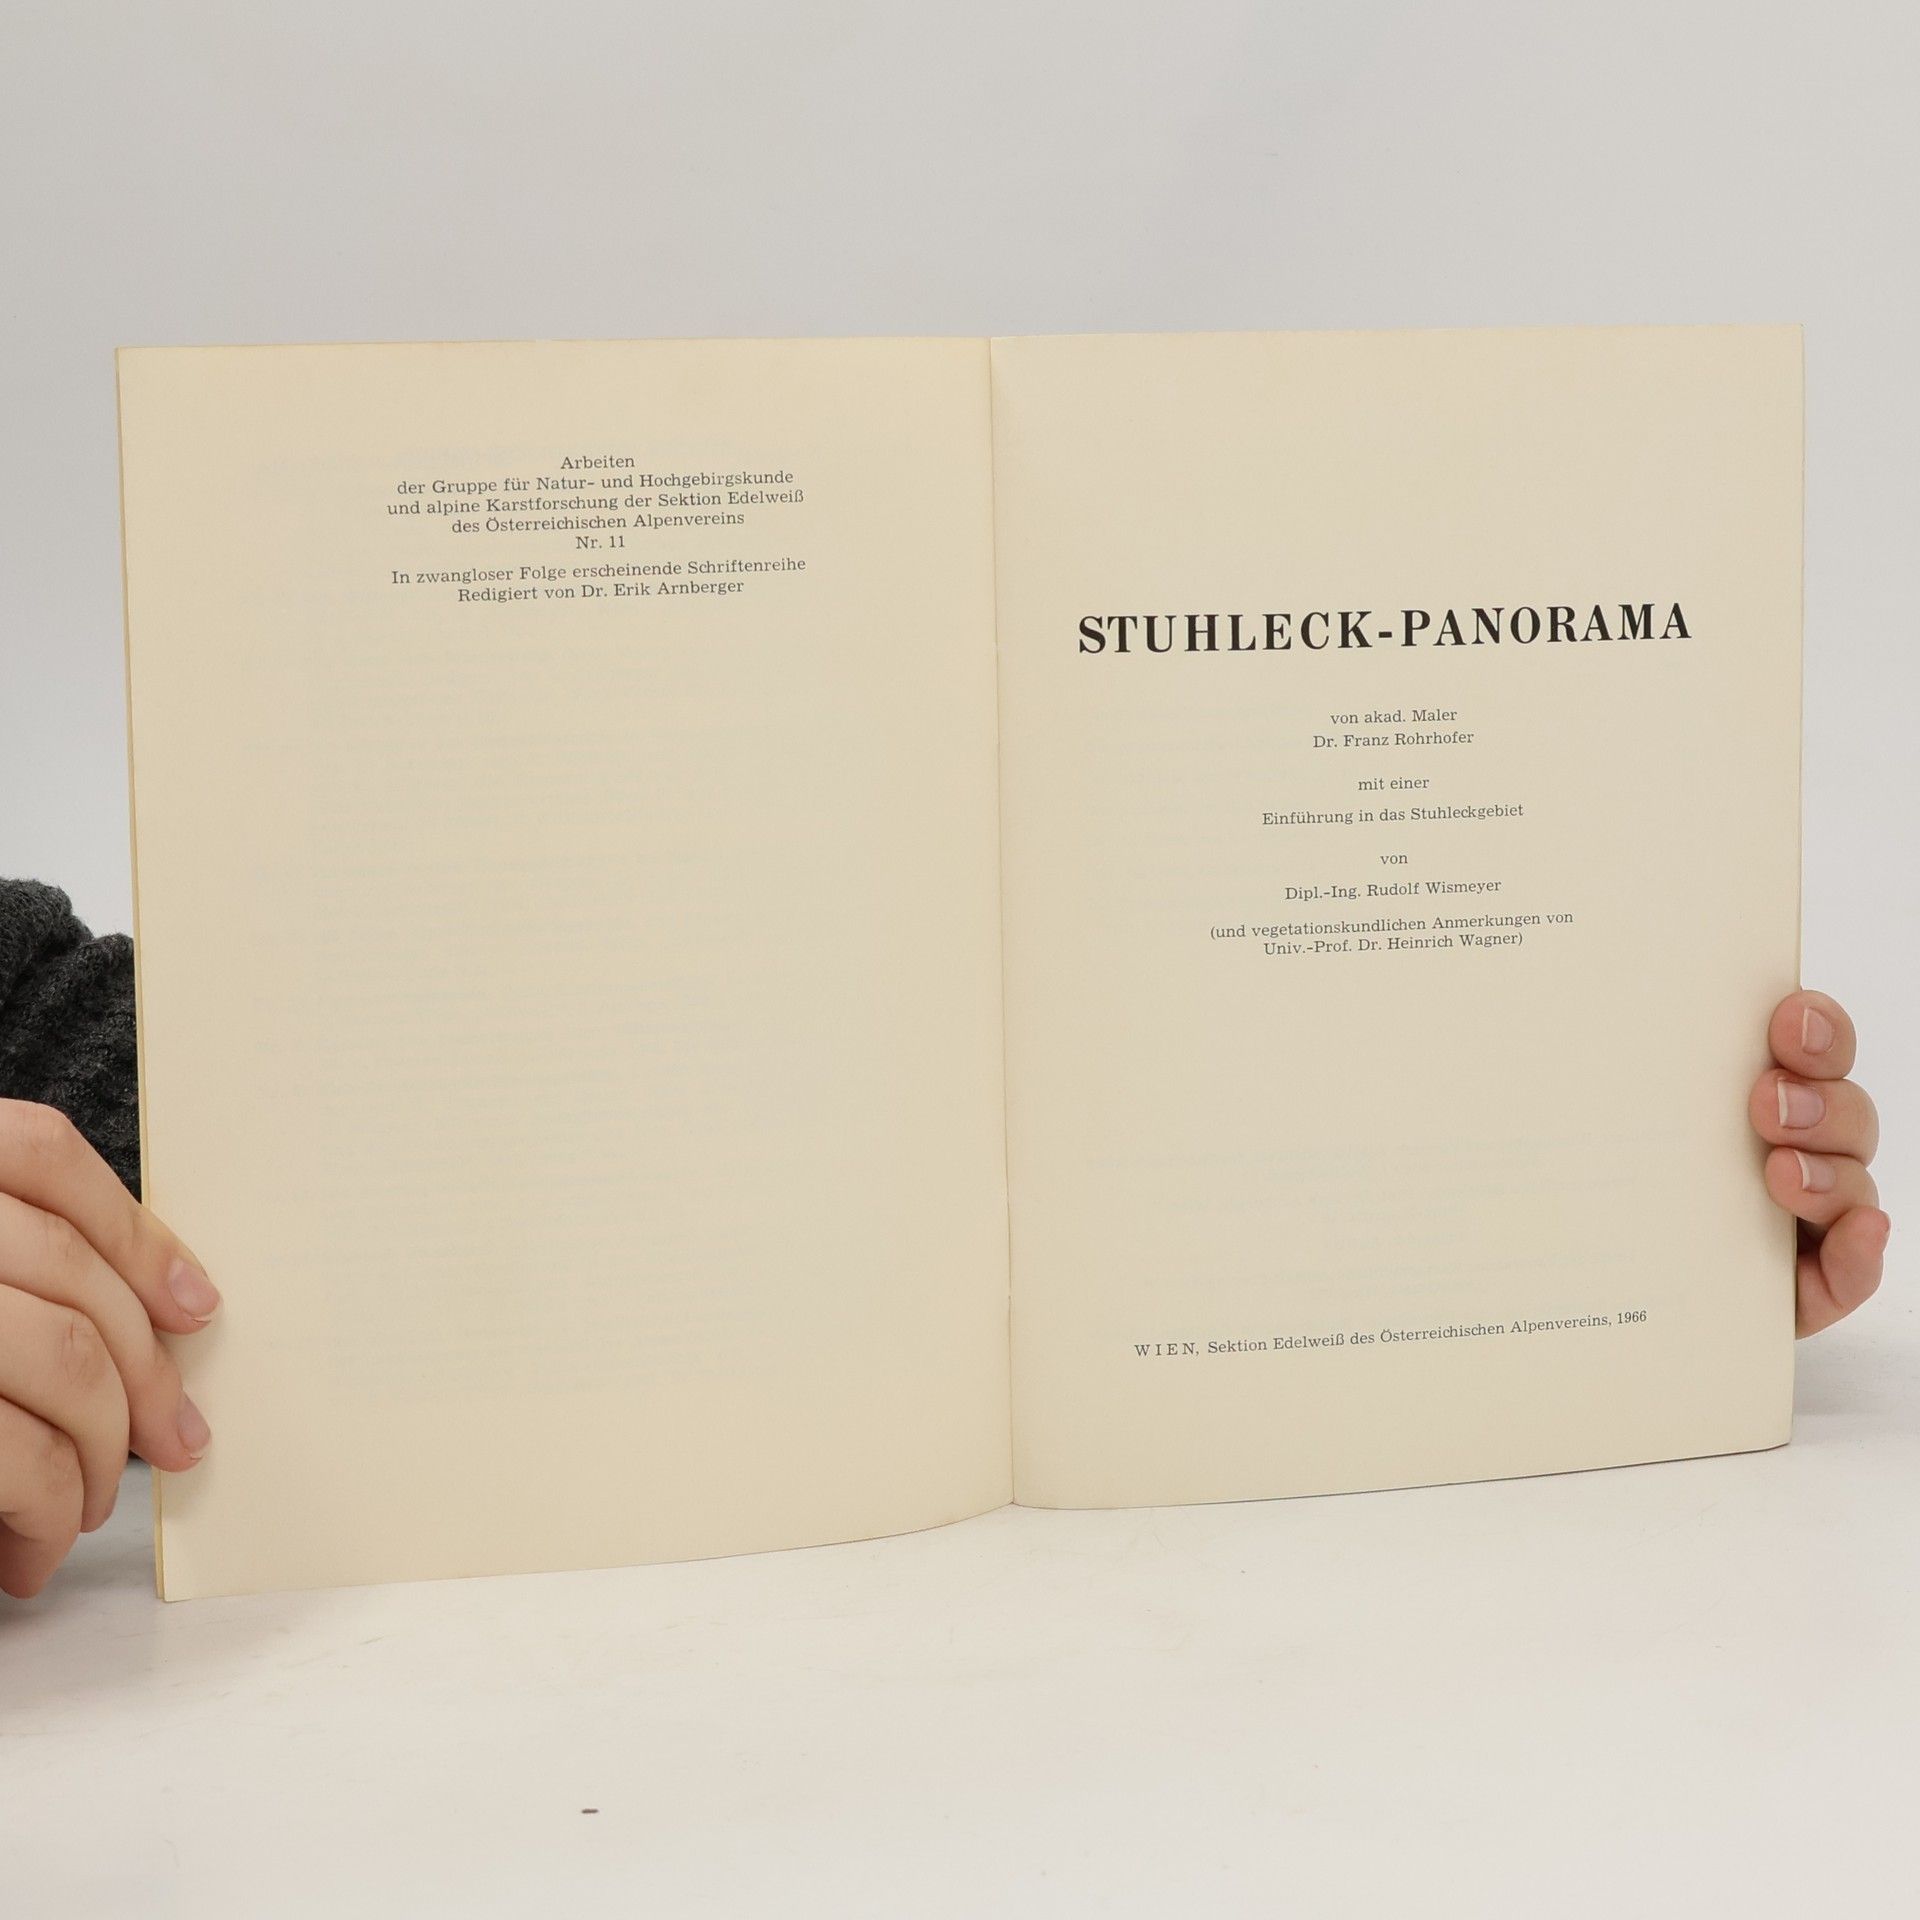 Arbeiten
der Gruppe für Natur- und Hochgebirgskunde
und alpine Karstforschung der Sektion Edelweiß
des Österreichischen Alpenvereins
Nr. 11
In zwangloser Folge erscheinende Schriftenreihe
Redigiert von Dr. Erik Arnberger
STUHLECK-PANORAMA
von akad. Maler
Dr. Franz Rohrhofer
mit einer
Einführung in das Stuhleckgebiet
von
Dipl.-Ing. Rudolf Wismeyer
(und vegetationskundlichen Anmerkungen von
Univ.-Prof. Dr. Heinrich Wagner)
WIEN, Sektion Edelweiß des Österreichischen Alpenvereins, 1966